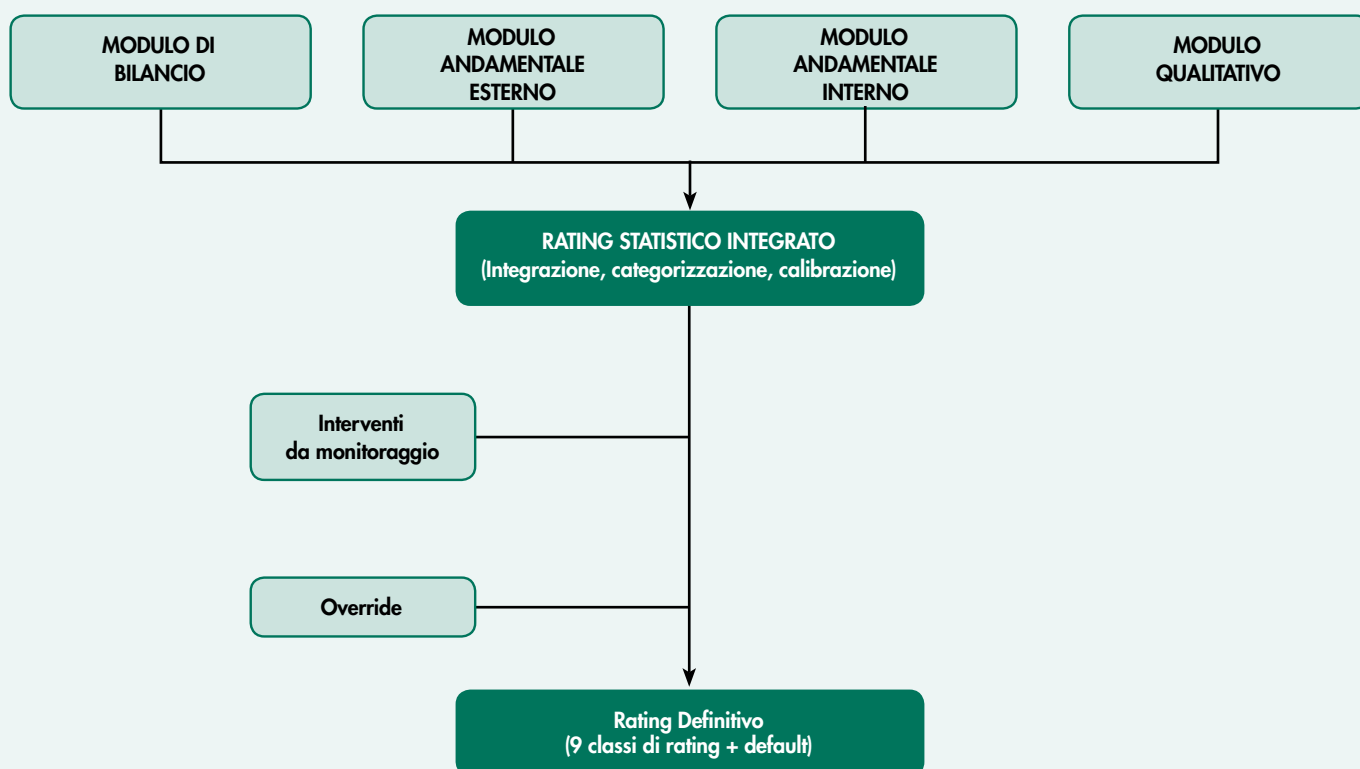 MODULO DI
BILANCIO
MODULO
ANDAMENTALE
ESTERNO
MODULO
ANDAMENTALE
INTERNO
MODULO
QUALITATIVO
RATING STATISTICO INTEGRATO
(Integrazione, categorizzazione, calibrazione)
Interventi
da monitoraggio
Override
Rating Definitivo
(9 classi di rating + default)